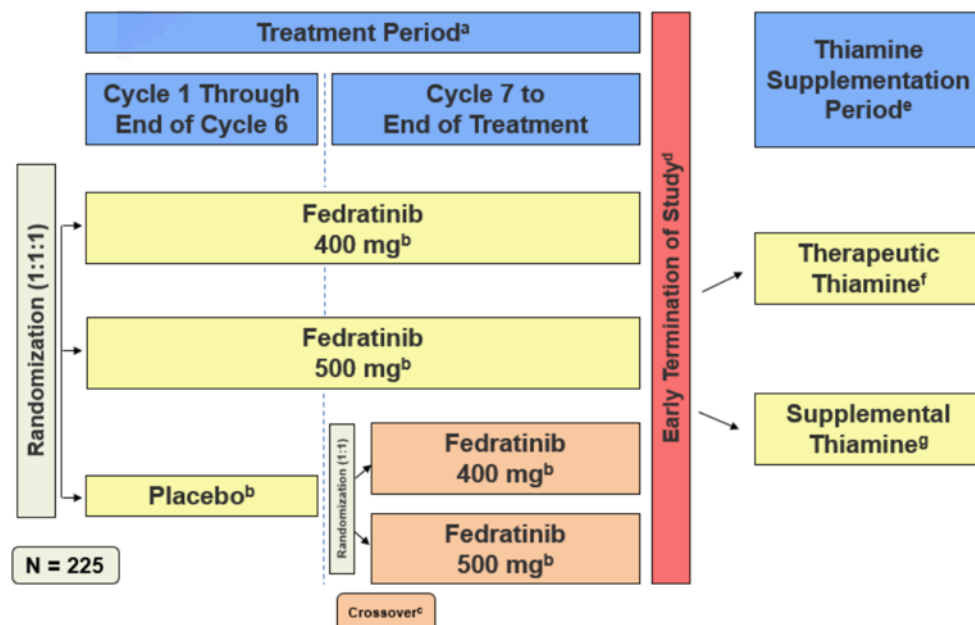 Treatment Periodᵃ
Thiamine
Supplementation
Periodᵉ
Cycle 1 Through
End of Cycle 6
Cycle 7 to
End of Treatment
Early Termination of Studyᵈ
Randomization (1:1:1)
Fedratinib
400 mgᵇ
Therapeutic
Thiamineᶠ
Fedratinib
500 mgᵇ
Supplemental
Thiamineᵍ
Placeboᵇ
Randomization (1:1)
Fedratinib
400 mgᵇ
Fedratinib
500 mgᵇ
N = 225
Crossoverᶜ